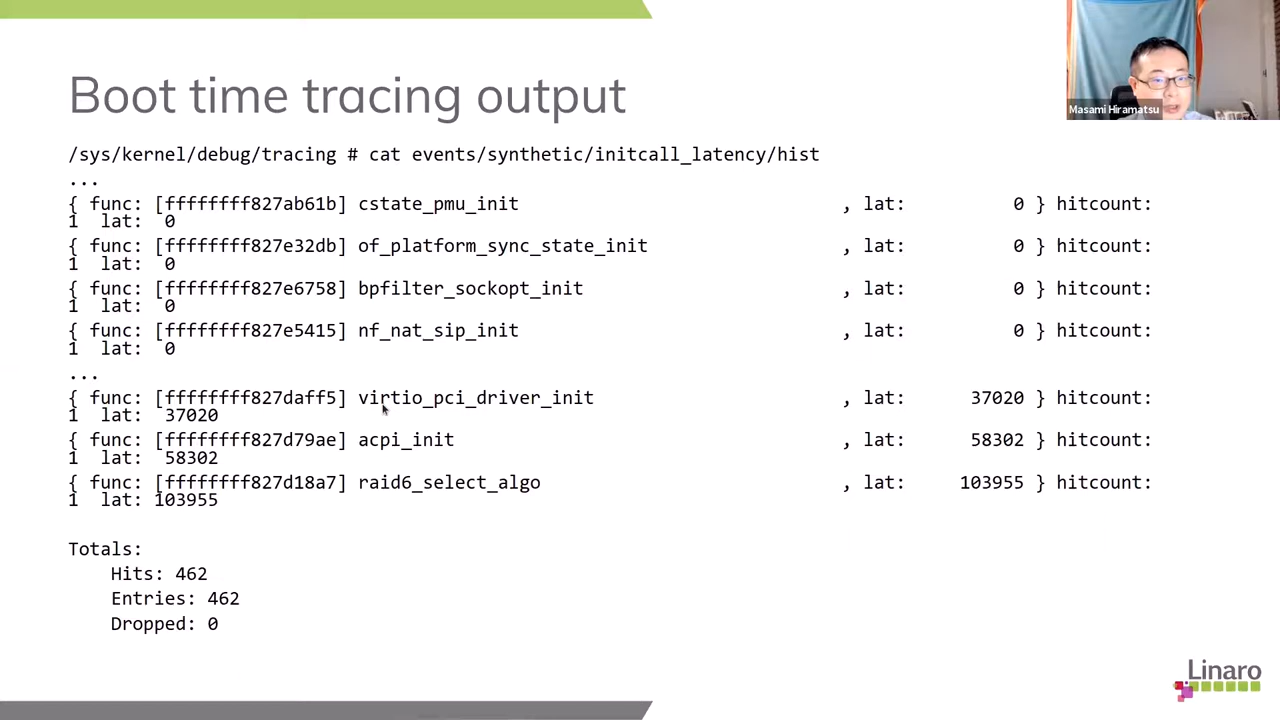 Boot time tracing output
Masami Hiramatsu
/sys/kernel/debug/tracing # cat events/synthetic/initcall_latency/hist
...
{ func: [ffffffff827ab61b] cstate_pmu_init , lat: 0 } hitcount:
1 lat: 0
{ func: [ffffffff827e32db] of_platform_sync_state_init , lat: 0 } hitcount:
1 lat: 0
{ func: [ffffffff827e6758] bpfilter_sockopt_init , lat: 0 } hitcount:
1 lat: 0
{ func: [ffffffff827e5415] nf_nat_sip_init , lat: 0 } hitcount:
1 lat: 0
...
{ func: [ffffffff827daff5] virtio_pci_driver_init , lat: 37020 } hitcount:
1 lat: 37020
{ func: [ffffffff827d79ae] acpi_init , lat: 58302 } hitcount:
1 lat: 58302
{ func: [ffffffff827d18a7] raid6_select_algo , lat: 103955 } hitcount:
1 lat: 103955
Totals:
Hits: 462
Entries: 462
Dropped: 0
Linaro